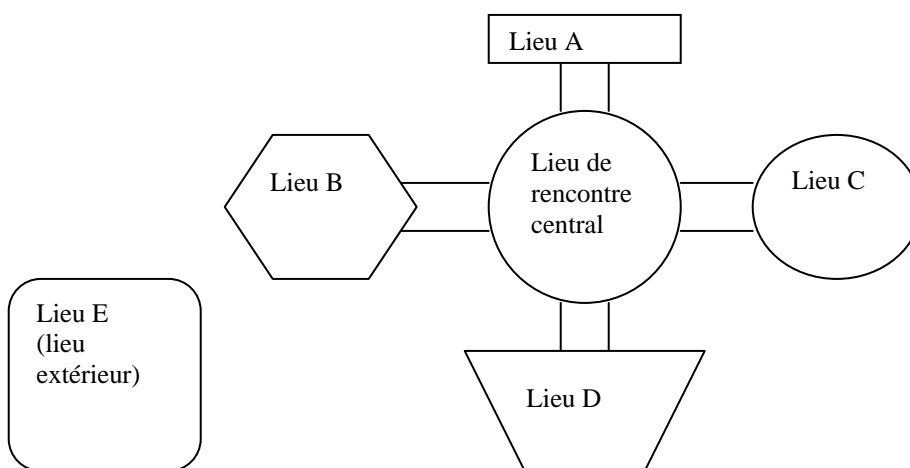 Lieu A
Lieu B
Lieu de
rencontre
central
Lieu C
Lieu E
(lieu
extérieur)
Lieu D